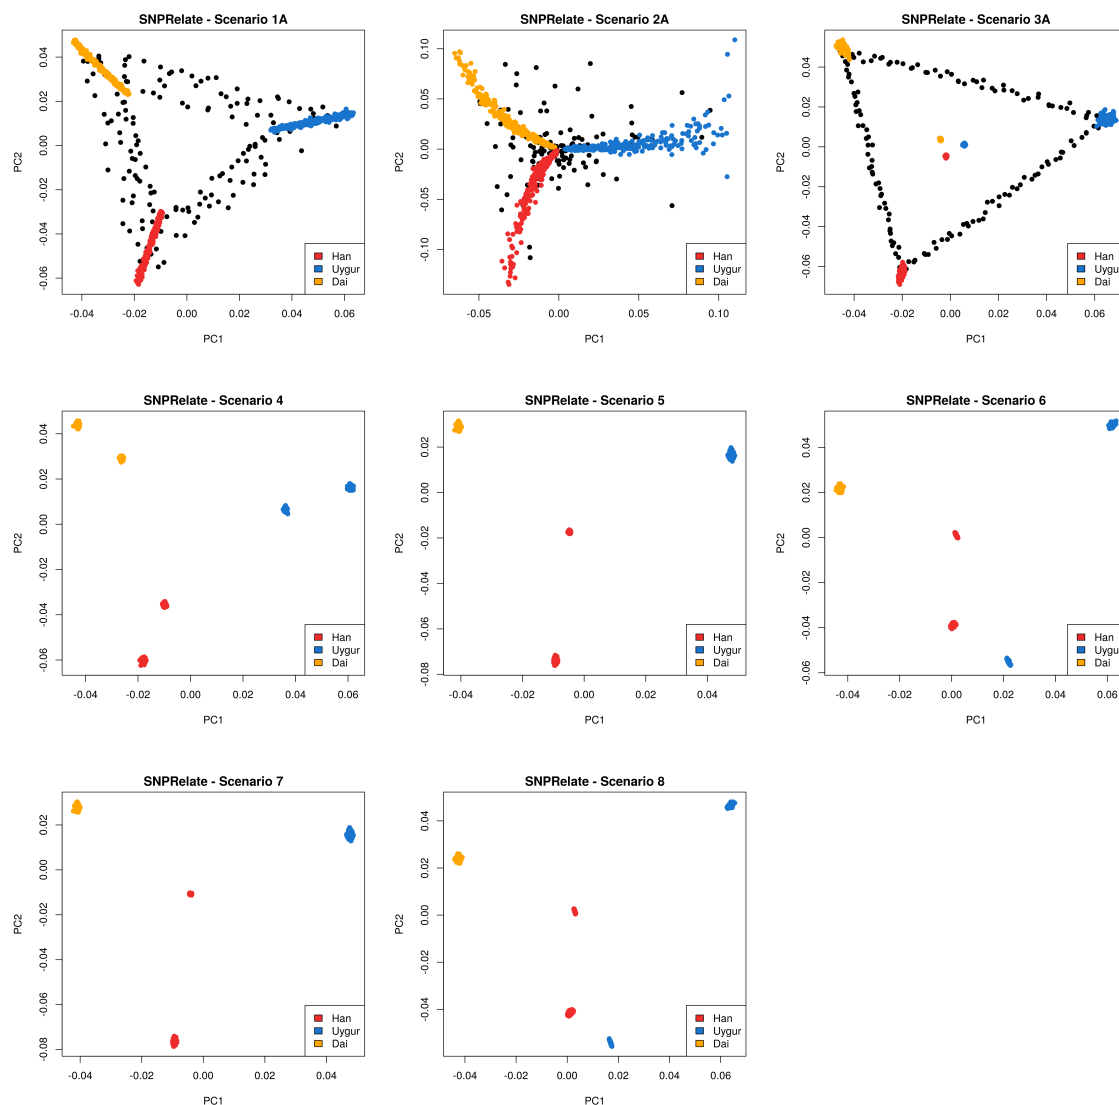 SNPRelate - Scenario 1A
PC2
0.04
0.02
0.00
-0.02
-0.04
-0.06
-0.04
-0.02
0.00
0.02
0.04
0.06
PC1
Han
Uygur
Dai
SNPRelate - Scenario 2A
PC2
0.10
0.05
0.00
-0.05
-0.10
-0.05
0.00
0.05
0.10
PC1
Han
Uygur
Dai
SNPRelate - Scenario 3A
PC2
0.04
0.02
0.00
-0.02
-0.04
-0.06
-0.04
-0.02
0.00
0.02
0.04
0.06
PC1
Han
Uygur
Dai
SNPRelate - Scenario 4
PC2
0.04
0.02
0.00
-0.02
-0.04
-0.06
-0.04
-0.02
0.00
0.02
0.04
0.06
PC1
Han
Uygur
Dai
SNPRelate - Scenario 5
PC2
0.02
0.00
-0.02
-0.04
-0.06
-0.08
-0.04
-0.02
0.00
0.02
0.04
PC1
Han
Uygur
Dai
SNPRelate - Scenario 6
PC2
0.04
0.02
0.00
-0.02
-0.04
-0.06
-0.04
-0.02
0.00
0.02
0.04
0.06
PC1
Han
Uygur
Dai
SNPRelate - Scenario 7
PC2
0.02
0.00
-0.02
-0.04
-0.06
-0.08
-0.04
-0.02
0.00
0.02
0.04
PC1
Han
Uygur
Dai
SNPRelate - Scenario 8
PC2
0.04
0.02
0.00
-0.02
-0.04
-0.04
-0.02
0.00
0.02
0.04
0.06
PC1
Han
Uygur
Dai